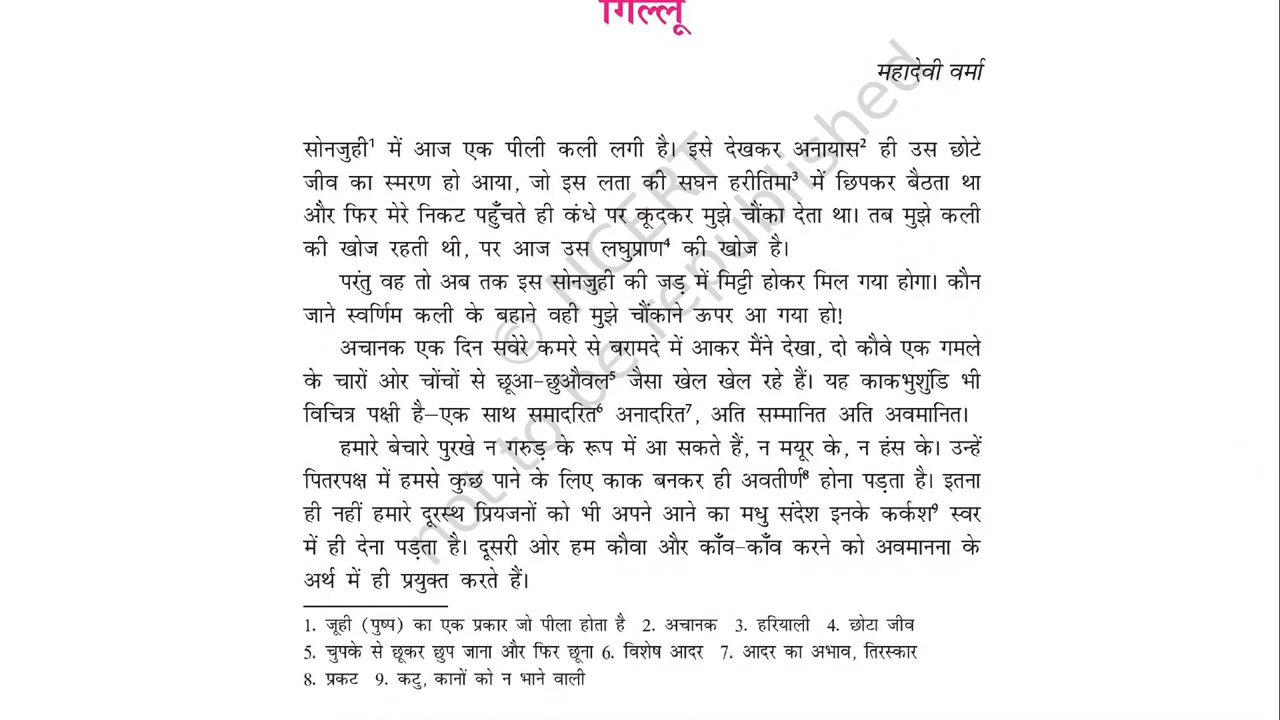 गिल्लू
महादेवी वर्मा
सोनजुही¹ में आज एक पीली कली लगी है। इसे देखकर अनायास² ही उस छोटे
जीव का स्मरण हो आया, जो इस लता की सघन हरीतिमा³ में छिपकर बैठता था
और फिर मेरे निकट पहुँचते ही कंधे पर कूदकर मुझे चौंका देता था। तब मुझे कली
की खोज रहती थी, पर आज उस लघुप्राण⁴ की खोज है।
परंतु वह तो अब तक इस सोनजुही की जड़ में मिट्टी होकर मिल गया होगा। कौन
जाने स्वर्णिम कली के बहाने वही मुझे चौंकाने ऊपर आ गया हो!
अचानक एक दिन सवेरे कमरे से बरामदे में आकर मैंने देखा, दो कौवे एक गमले
के चारों ओर चोंचों से छूआ-छुऔवल⁵ जैसा खेल खेल रहे हैं। यह काकभुशुंडि भी
विचित्र पक्षी है—एक साथ समादरित⁶ अनादरित⁷, अति सम्मानित अति अवमानित।
हमारे बेचारे पुरखे न गरुड़ के रूप में आ सकते हैं, न मयूर के, न हंस के। उन्हें
पितरपक्ष में हमसे कुछ पाने के लिए काक बनकर ही अवतीर्ण⁸ होना पड़ता है। इतना
ही नहीं हमारे दूरस्थ प्रियजनों को भी अपने आने का मधु संदेश इनके कर्कश⁹ स्वर
में ही देना पड़ता है। दूसरी ओर हम कौवा और काँव-काँव करने को अवमानना के
अर्थ में ही प्रयुक्त करते हैं।
1. जूही (पुष्प) का एक प्रकार जो पीला होता है 2. अचानक 3. हरियाली 4. छोटा जीव
5. चुपके से छूकर छुप जाना और फिर छूना 6. विशेष आदर 7. आदर का अभाव, तिरस्कार
8. प्रकट 9. कटु, कानों को न भाने वाली
© NCERT
not to be republished